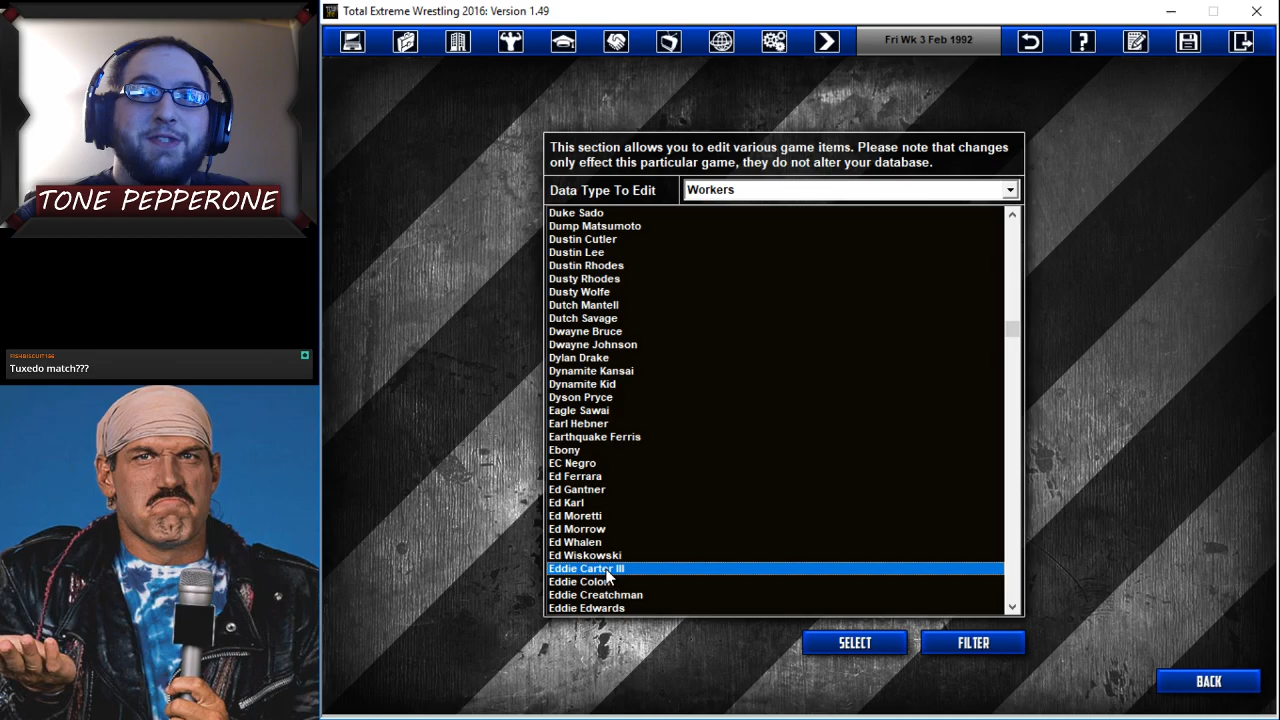 Total Extreme Wrestling 2016: Version 1.49
Fri Wk 3 Feb 1992
TONE PEPPERONE
FISHBISCUIT186
Tuxedo match???
This section allows you to edit various game items. Please note that changes
only effect this particular game, they do not alter your database.
Data Type To Edit
Workers
Duke Sado
Dump Matsumoto
Dustin Cutler
Dustin Lee
Dustin Rhodes
Dusty Rhodes
Dusty Wolfe
Dutch Mantell
Dutch Savage
Dwayne Bruce
Dwayne Johnson
Dylan Drake
Dynamite Kansai
Dynamite Kid
Dyson Pryce
Eagle Sawai
Earl Hebner
Earthquake Ferris
Ebony
EC Negro
Ed Ferrara
Ed Gantner
Ed Karl
Ed Moretti
Ed Morrow
Ed Whalen
Ed Wiskowski
Eddie Carter III
Eddie Colon
Eddie Creatchman
Eddie Edwards
SELECT
FILTER
BACK